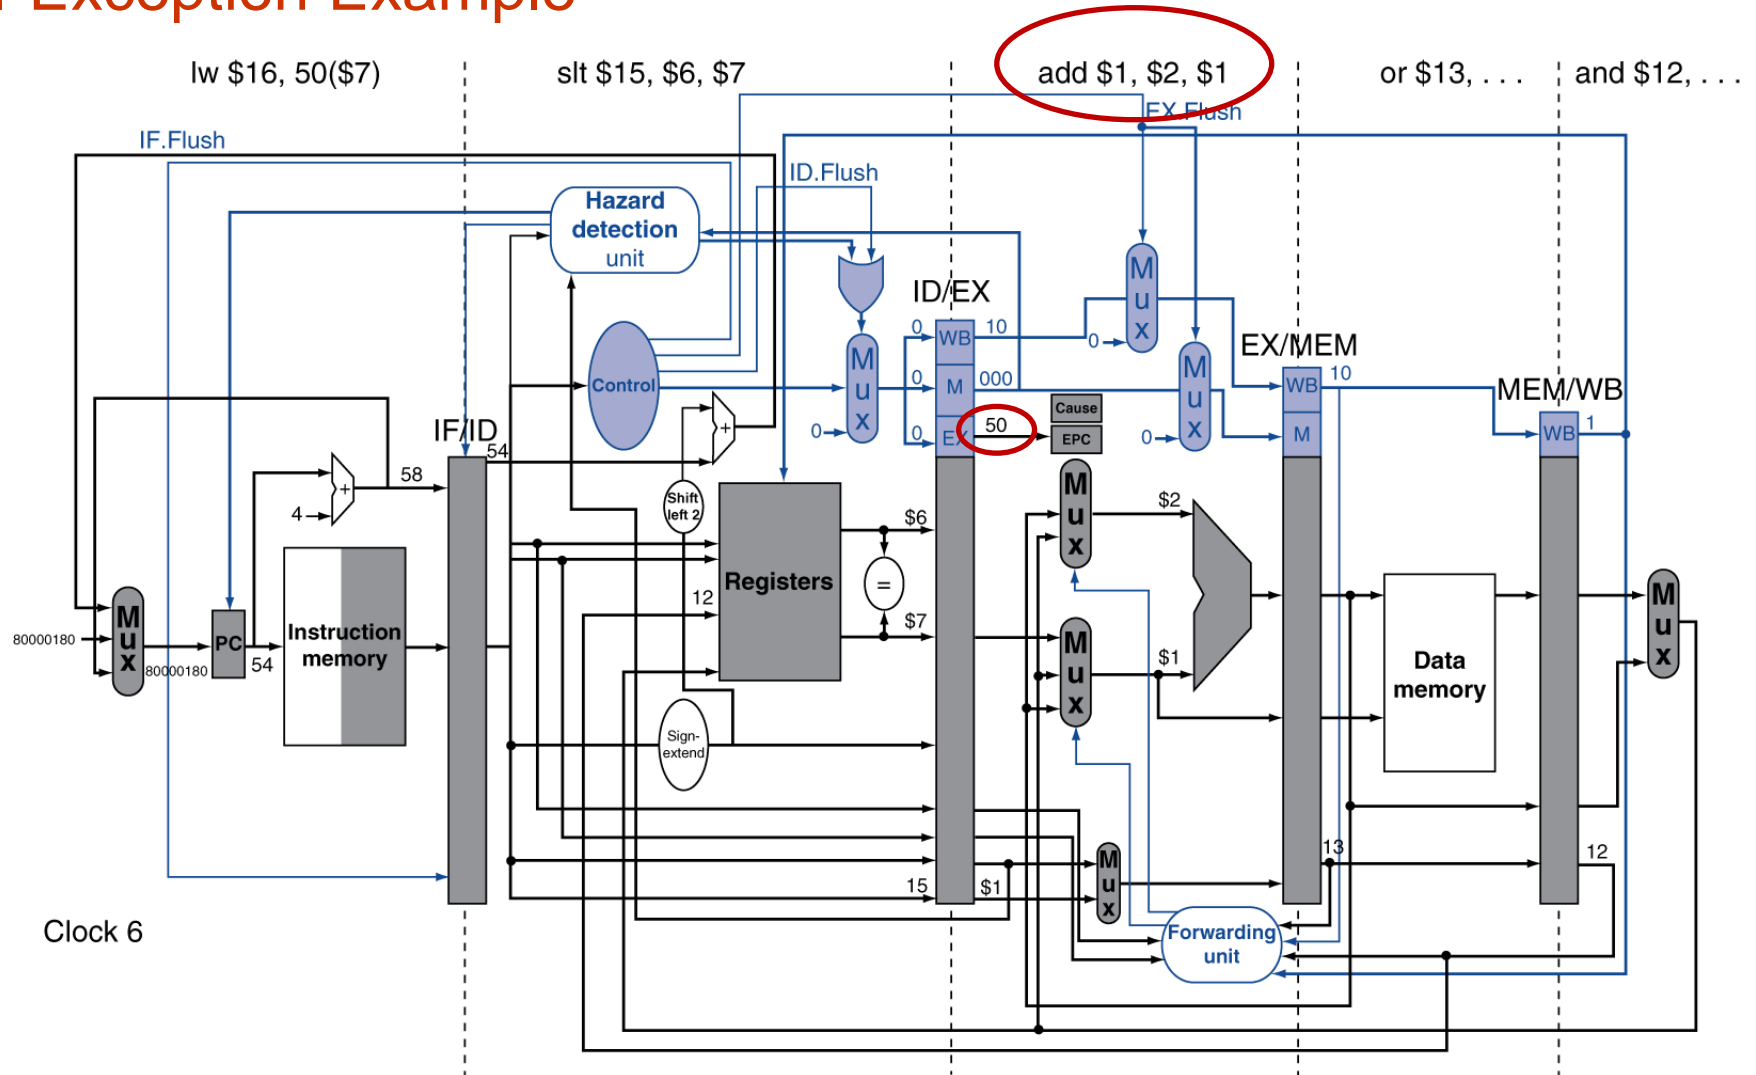 Exception Example
lw $16, 50($7)
slt $15, $6, $7
add $1, $2, $1
or $13, . . .
and $12, . . .
EX.Flush
IF.Flush
ID.Flush
Hazard
detection
unit
Control
0
M
u
x
ID/EX
0
WB
10
0
M
000
0
EX
50
Cause
EPC
M
u
x
0
M
u
x
0
EX/MEM
WB
10
M
MEM/WB
WB
1
IF/ID
54
+
58
+
4
Shift
left 2
$6
=
$7
Registers
12
M
u
x
80000180
80000180
PC
54
Instruction
memory
Sign-
extend
M
u
x
$2
M
u
x
$1
Data
memory
M
u
x
15
$1
M
u
x
13
12
Forwarding
unit
Clock 6